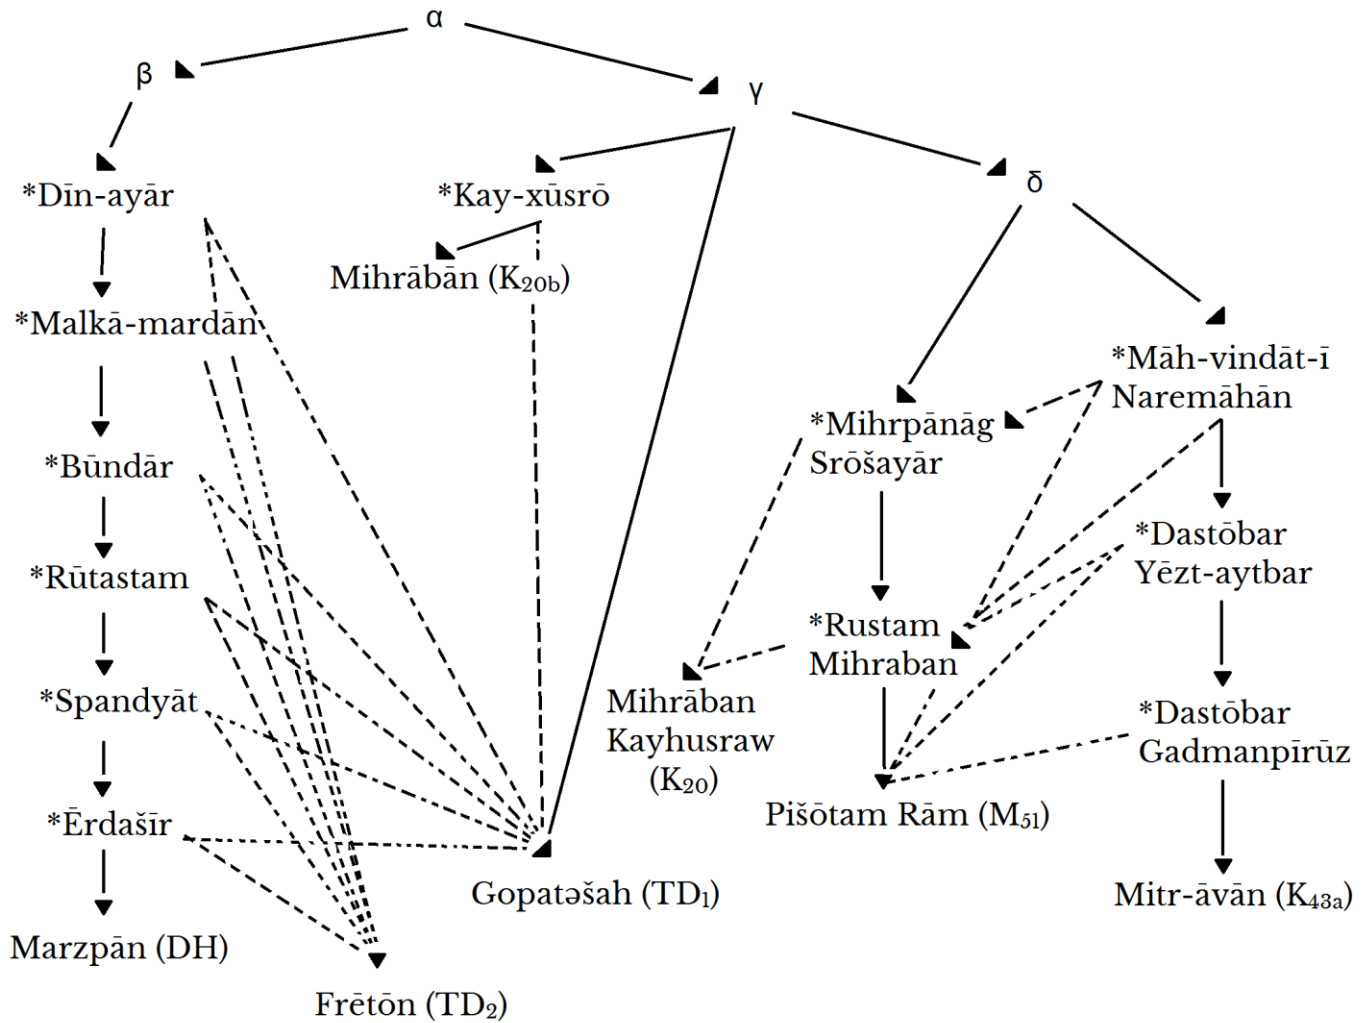 α
β
γ
*Dīn-ayār
*Kay-xūsrō
δ
Mihrābān (K₂₀b)
*Malkā-mardān
*Māh-vindāt-ī
Naremāhān
*Mihrpānāg
Srōšayār
*Būndār
*Dastōbar
Yēzt-aytbar
*Rūtastam
*Rustam
Mihraban
*Spandyāt
Mihrāban
Kayhusraw
(K₂₀)
*Dastōbar
Gadmanpīrūz
*Ērdašīr
Pišōtam Rām (M₅₁)
Gopatəšah (TD₁)
Mitr-āvān (K₄₃ₐ)
Marzpān (DH)
Frētōn (TD₂)